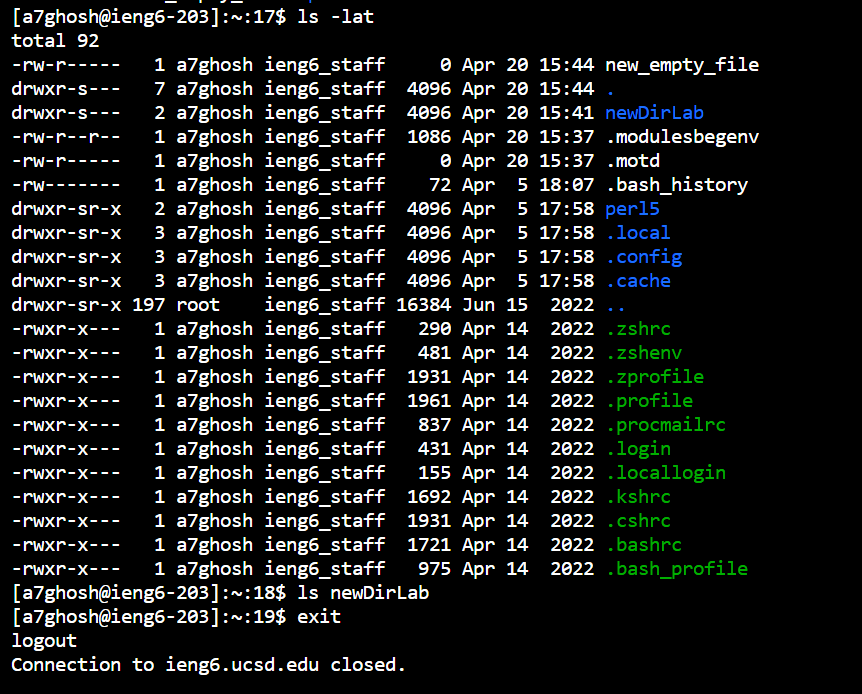 [a7ghosh@ieng6-203]:~:17$ ls -lat
total 92
-rw-r-----   1 a7ghosh ieng6_staff     0 Apr 20 15:44 new_empty_file
drwxr-s---   7 a7ghosh ieng6_staff  4096 Apr 20 15:44 .
drwxr-s---   2 a7ghosh ieng6_staff  4096 Apr 20 15:41 newDirLab
-rw-r--r--   1 a7ghosh ieng6_staff  1086 Apr 20 15:37 .modulesbegenv
-rw-r-----   1 a7ghosh ieng6_staff     0 Apr 20 15:37 .motd
-rw-------   1 a7ghosh ieng6_staff    72 Apr  5 18:07 .bash_history
drwxr-sr-x   2 a7ghosh ieng6_staff  4096 Apr  5 17:58 perl5
drwxr-sr-x   3 a7ghosh ieng6_staff  4096 Apr  5 17:58 .local
drwxr-sr-x   3 a7ghosh ieng6_staff  4096 Apr  5 17:58 .config
drwxr-sr-x   3 a7ghosh ieng6_staff  4096 Apr  5 17:58 .cache
drwxr-sr-x 197 root    ieng6_staff 16384 Jun 15  2022 ..
-rwxr-x---   1 a7ghosh ieng6_staff   290 Apr 14  2022 .zshrc
-rwxr-x---   1 a7ghosh ieng6_staff   481 Apr 14  2022 .zshenv
-rwxr-x---   1 a7ghosh ieng6_staff  1931 Apr 14  2022 .zprofile
-rwxr-x---   1 a7ghosh ieng6_staff  1961 Apr 14  2022 .profile
-rwxr-x---   1 a7ghosh ieng6_staff   837 Apr 14  2022 .procmailrc
-rwxr-x---   1 a7ghosh ieng6_staff   431 Apr 14  2022 .login
-rwxr-x---   1 a7ghosh ieng6_staff   155 Apr 14  2022 .locallogin
-rwxr-x---   1 a7ghosh ieng6_staff  1692 Apr 14  2022 .kshrc
-rwxr-x---   1 a7ghosh ieng6_staff  1931 Apr 14  2022 .cshrc
-rwxr-x---   1 a7ghosh ieng6_staff  1721 Apr 14  2022 .bashrc
-rwxr-x---   1 a7ghosh ieng6_staff   975 Apr 14  2022 .bash_profile
[a7ghosh@ieng6-203]:~:18$ ls newDirLab
[a7ghosh@ieng6-203]:~:19$ exit
logout
Connection to ieng6.ucsd.edu closed.